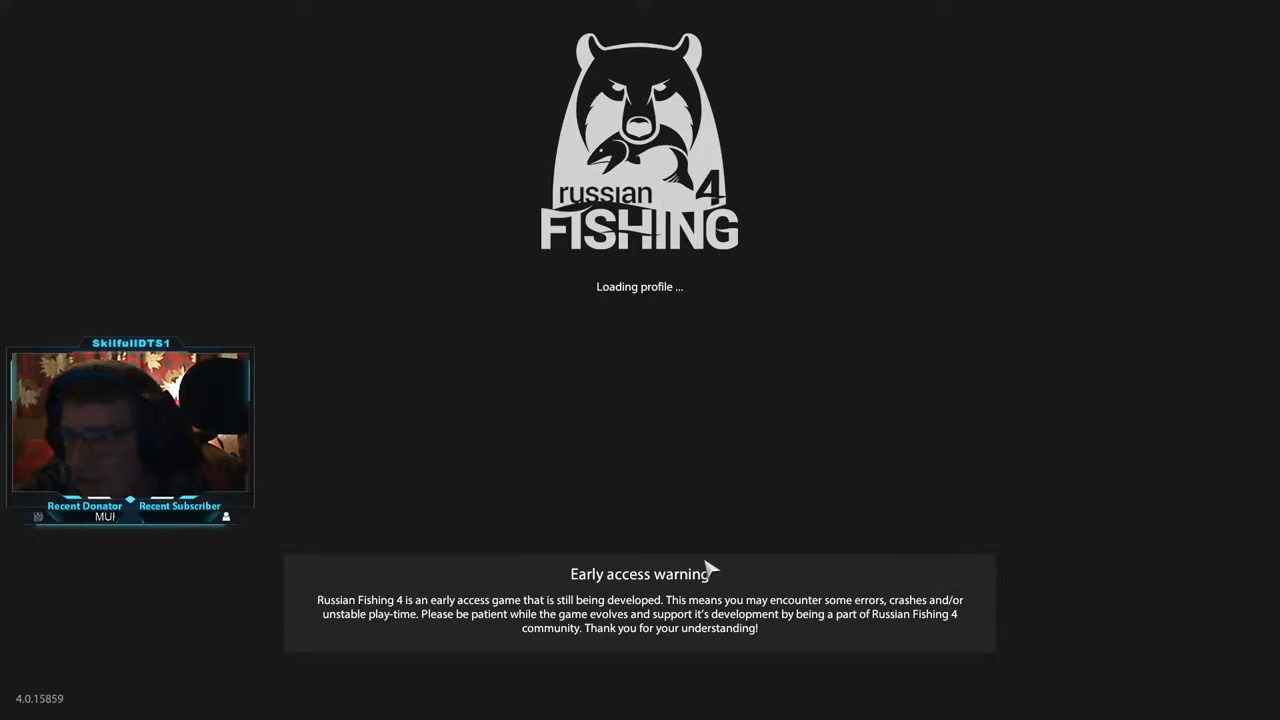 russian 4
FISHING
Loading profile ...
SkilfullDTS1
Recent Donator
Recent Subscriber
Early access warning
Russian Fishing 4 is an early access game that is still being developed. This means you may encounter some errors, crashes and/or
unstable play-time. Please be patient while the game evolves and support it's development by being a part of Russian Fishing 4
community. Thank you for your understanding!
4.0.15859